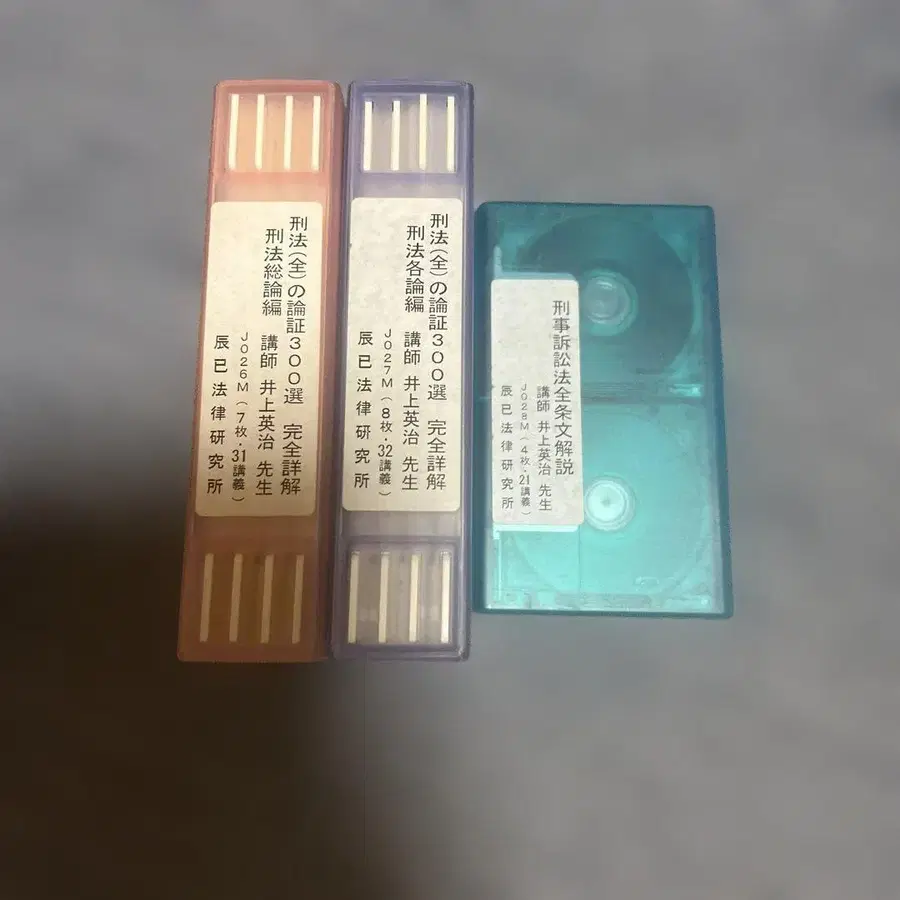 刑法(全)の論証300選 完全詳解
刑法総論編 講師 井上英治 先生
J026M(7枚・31講義)
辰已法律研究所
刑法(全)の論証300選 完全詳解
刑法各論編 講師 井上英治 先生
J027M(8枚・32講義)
辰已法律研究所
刑事訴訟法全条文解説
講師 井上英治 先生
J028M(4枚・21講義)
辰已法律研究所